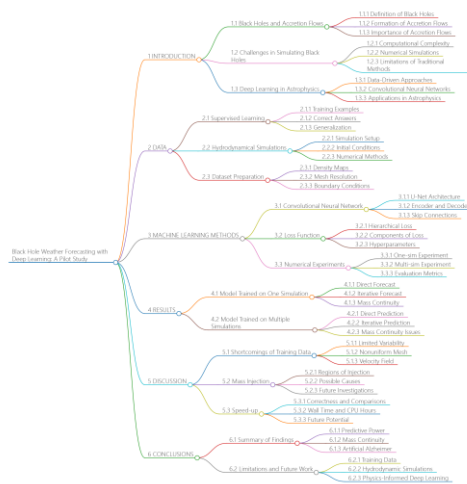 Black Hole Weather Forecasting with
Deep Learning: A Pilot Study
1 INTRODUCTION
1.1 Black Holes and Accretion Flows
1.1.1 Definition of Black Holes
1.1.2 Formation of Accretion Flows
1.1.3 Importance of Accretion Flows
1.2 Challenges in Simulating Black
Holes
1.2.1 Computational Complexity
1.2.2 Numerical Simulations
1.2.3 Limitations of Traditional
Methods
1.3 Deep Learning in Astrophysics
1.3.1 Data-Driven Approaches
1.3.2 Convolutional Neural Networks
1.3.3 Applications in Astrophysics
2 DATA
2.1 Supervised Learning
2.1.1 Training Examples
2.1.2 Correct Answers
2.1.3 Generalization
2.2 Hydrodynamical Simulations
2.2.1 Simulation Setup
2.2.2 Initial Conditions
2.2.3 Numerical Methods
2.3 Dataset Preparation
2.3.1 Density Maps
2.3.2 Mesh Resolution
2.3.3 Boundary Conditions
3 MACHINE LEARNING METHODS
3.1 Convolutional Neural Network
3.1.1 U-Net Architecture
3.1.2 Encoder and Decode
3.1.3 Skip Connections
3.2 Loss Function
3.2.1 Hierarchical Loss
3.2.2 Components of Loss
3.2.3 Hyperparameters
3.3 Numerical Experiments
3.3.1 One-sim Experiment
3.3.2 Multi-sim Experiment
3.3.3 Evaluation Metrics
4 RESULTS
4.1 Model Trained on One Simulation
4.1.1 Direct Forecast
4.1.2 Iterative Forecast
4.1.3 Mass Continuity
4.2 Model Trained on Multiple
Simulations
4.2.1 Direct Prediction
4.2.2 Iterative Prediction
4.2.3 Mass Continuity Issues
5 DISCUSSION
5.1 Shortcomings of Training Data
5.1.1 Limited Variability
5.1.2 Nonuniform Mesh
5.1.3 Velocity Field
5.2 Mass Injection
5.2.1 Regions of Injection
5.2.2 Possible Causes
5.2.3 Future Investigations
5.3 Speed-up
5.3.1 Correctness and Comparisons
5.3.2 Wall Time and CPU Hours
5.3.3 Future Potential
6 CONCLUSIONS
6.1 Summary of Findings
6.1.1 Predictive Power
6.1.2 Mass Continuity
6.1.3 Artificial Alzheimer
6.2 Limitations and Future Work
6.2.1 Training Data
6.2.2 Hydrodynamic Simulations
6.2.3 Physics-Informed Deep Learning